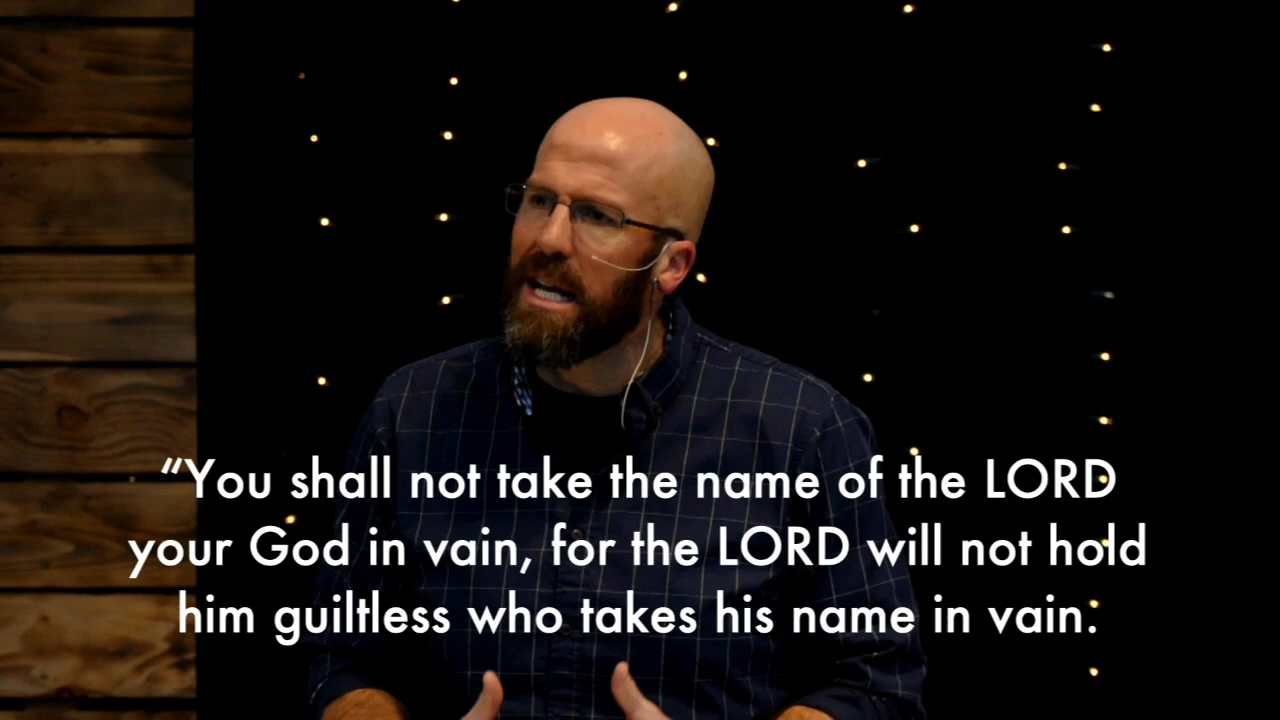 “You shall not take the name of the LORD
your God in vain, for the LORD will not hold
him guiltless who takes his name in vain.